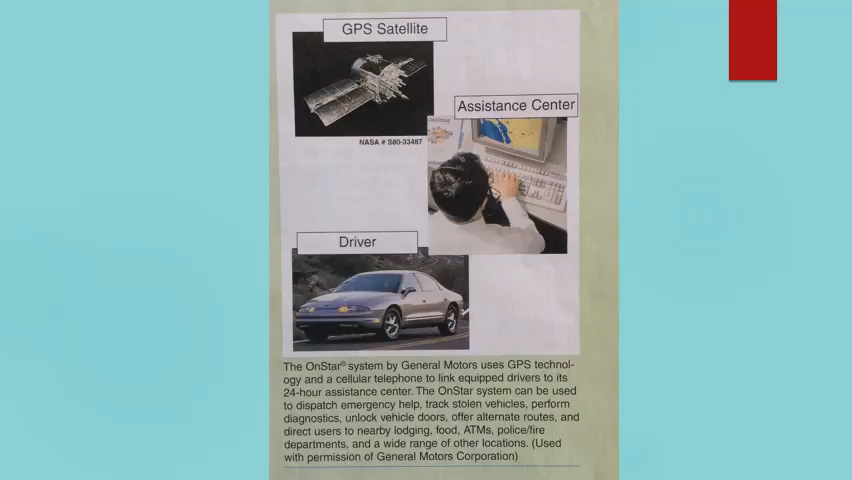 GPS Satellite
NASA # S80-33487
Assistance Center
Driver
The OnStar® system by General Motors uses GPS technol-
ogy and a cellular telephone to link equipped drivers to its
24-hour assistance center. The OnStar system can be used
to dispatch emergency help, track stolen vehicles, perform
diagnostics, unlock vehicle doors, offer alternate routes, and
direct users to nearby lodging, food, ATMs, police/fire
departments, and a wide range of other locations. (Used
with permission of General Motors Corporation)